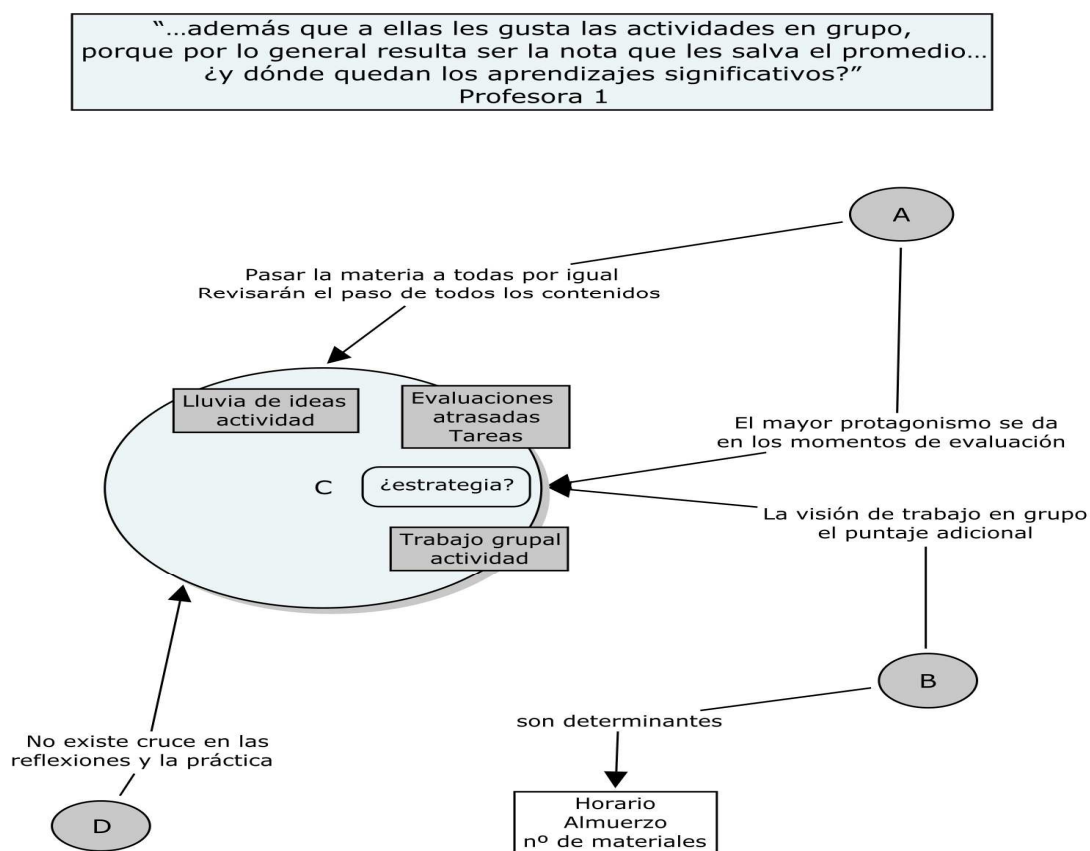 “…además que a ellas les gusta las actividades en grupo,
porque por lo general resulta ser la nota que les salva el promedio…
¿y dónde quedan los aprendizajes significativos?”
Profesora 1
A
Pasar la materia a todas por igual
Revisarán el paso de todos los contenidos
Lluvia de ideas
actividad
Evaluaciones
atrasadas
Tareas
El mayor protagonismo se da
en los momentos de evaluación
C
¿estrategia?
La visión de trabajo en grupo
el puntaje adicional
Trabajo grupal
actividad
B
son determinantes
No existe cruce en las
reflexiones y la práctica
Horario
Almuerzo
nº de materiales
D